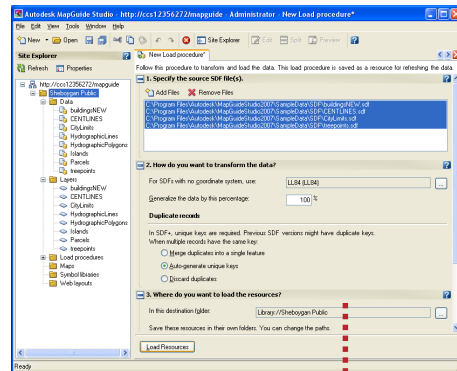 Autodesk MapGuide Studio - http://ccs12356272/mapguide - Administrator - New Load procedure*
File Edit View Tools Window Help
New Open Site Explorer Edit Split Preview
Site Explorer
Refresh Properties
http://ccs12356272/mapguide
Sheboygan Public
Data
buildingsNEW
CENTLINES
CityLimits
HydrographicLines
HydrographicPolygons
Islands
Parcels
treepoints
Layers
buildingsNEW
CENTLINES
CityLimits
HydrographicLines
HydrographicPolygons
Islands
Parcels
treepoints
Load procedures
Maps
Symbol libraries
Web layouts
New Load procedure*
Follow this procedure to transform and load the data. This load procedure is saved as a resource for refreshing the data.
1. Specify the source SDF file(s).
Add Files Remove Files
C:\Program Files\Autodesk\MapGuideStudio2007\SampleData\SDF\buildingsNEW.sdf
C:\Program Files\Autodesk\MapGuideStudio2007\SampleData\SDF\CENTLINES.sdf
C:\Program Files\Autodesk\MapGuideStudio2007\SampleData\SDF\CityLimits.sdf
C:\Program Files\Autodesk\MapGuideStudio2007\SampleData\SDF\treepoints.sdf
2. How do you want to transform the data?
For SDFs with no coordinate system, use: LL84 (LL84) ...
Generalize the data by this percentage: 100 %
Duplicate records
In SDF+, unique keys are required. Previous SDF versions might have duplicate keys.
When multiple records have the same key:
Merge duplicates into a single feature
Auto-generate unique keys
Discard duplicates
3. Where do you want to load the resources?
In this destination folder: Library://Sheboygan Public ...
Save these resources in their own folders. You can change the paths.
Load Resources
Ready